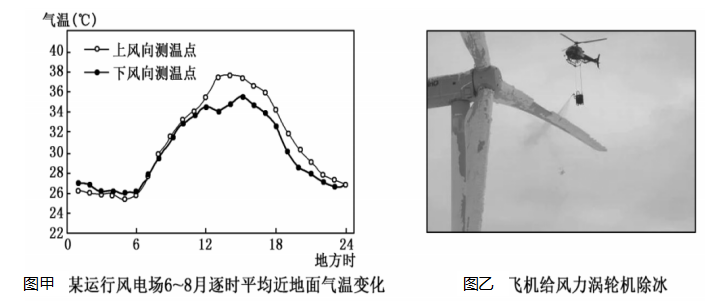 气温(℃)
40
38
36
34
32
30
28
26
24
22
上风向测温点
下风向测温点
0 6 12 18 24
地方时
图甲 某运行风电场6~8月逐时平均近地面气温变化
图乙 飞机给风力涡轮机除冰